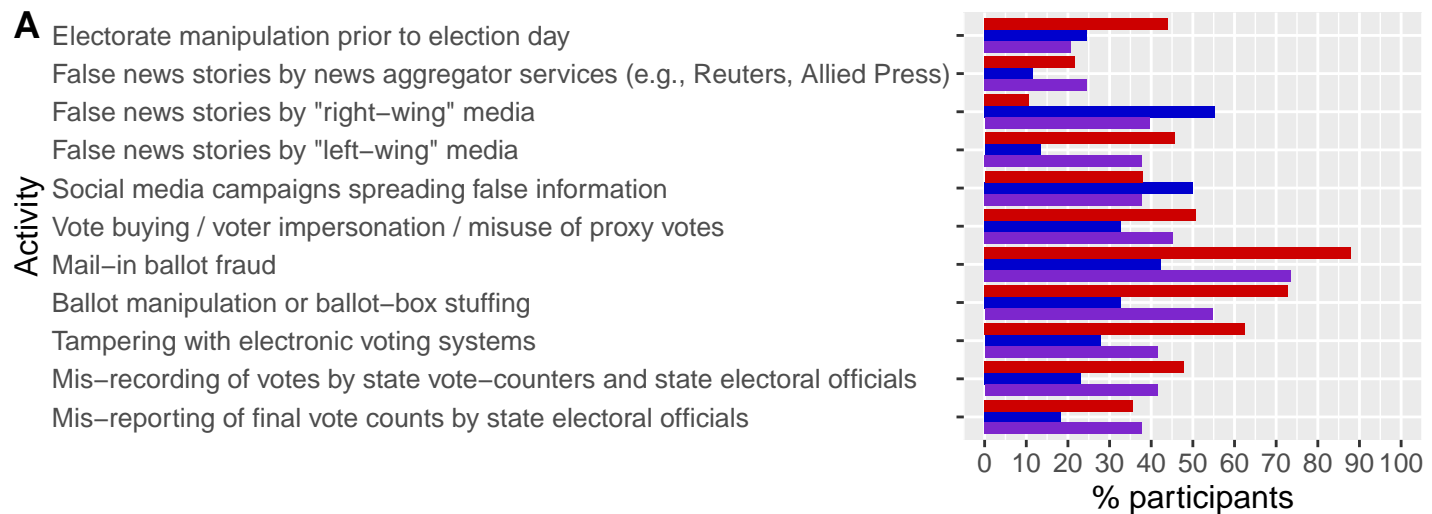 A
Activity
Electorate manipulation prior to election day
False news stories by news aggregator services (e.g., Reuters, Allied Press)
False news stories by "right−wing" media
False news stories by "left−wing" media
Social media campaigns spreading false information
Vote buying / voter impersonation / misuse of proxy votes
Mail−in ballot fraud
Ballot manipulation or ballot−box stuffing
Tampering with electronic voting systems
Mis−recording of votes by state vote−counters and state electoral officials
Mis−reporting of final vote counts by state electoral officials
0 10 20 30 40 50 60 70 80 90 100
% participants